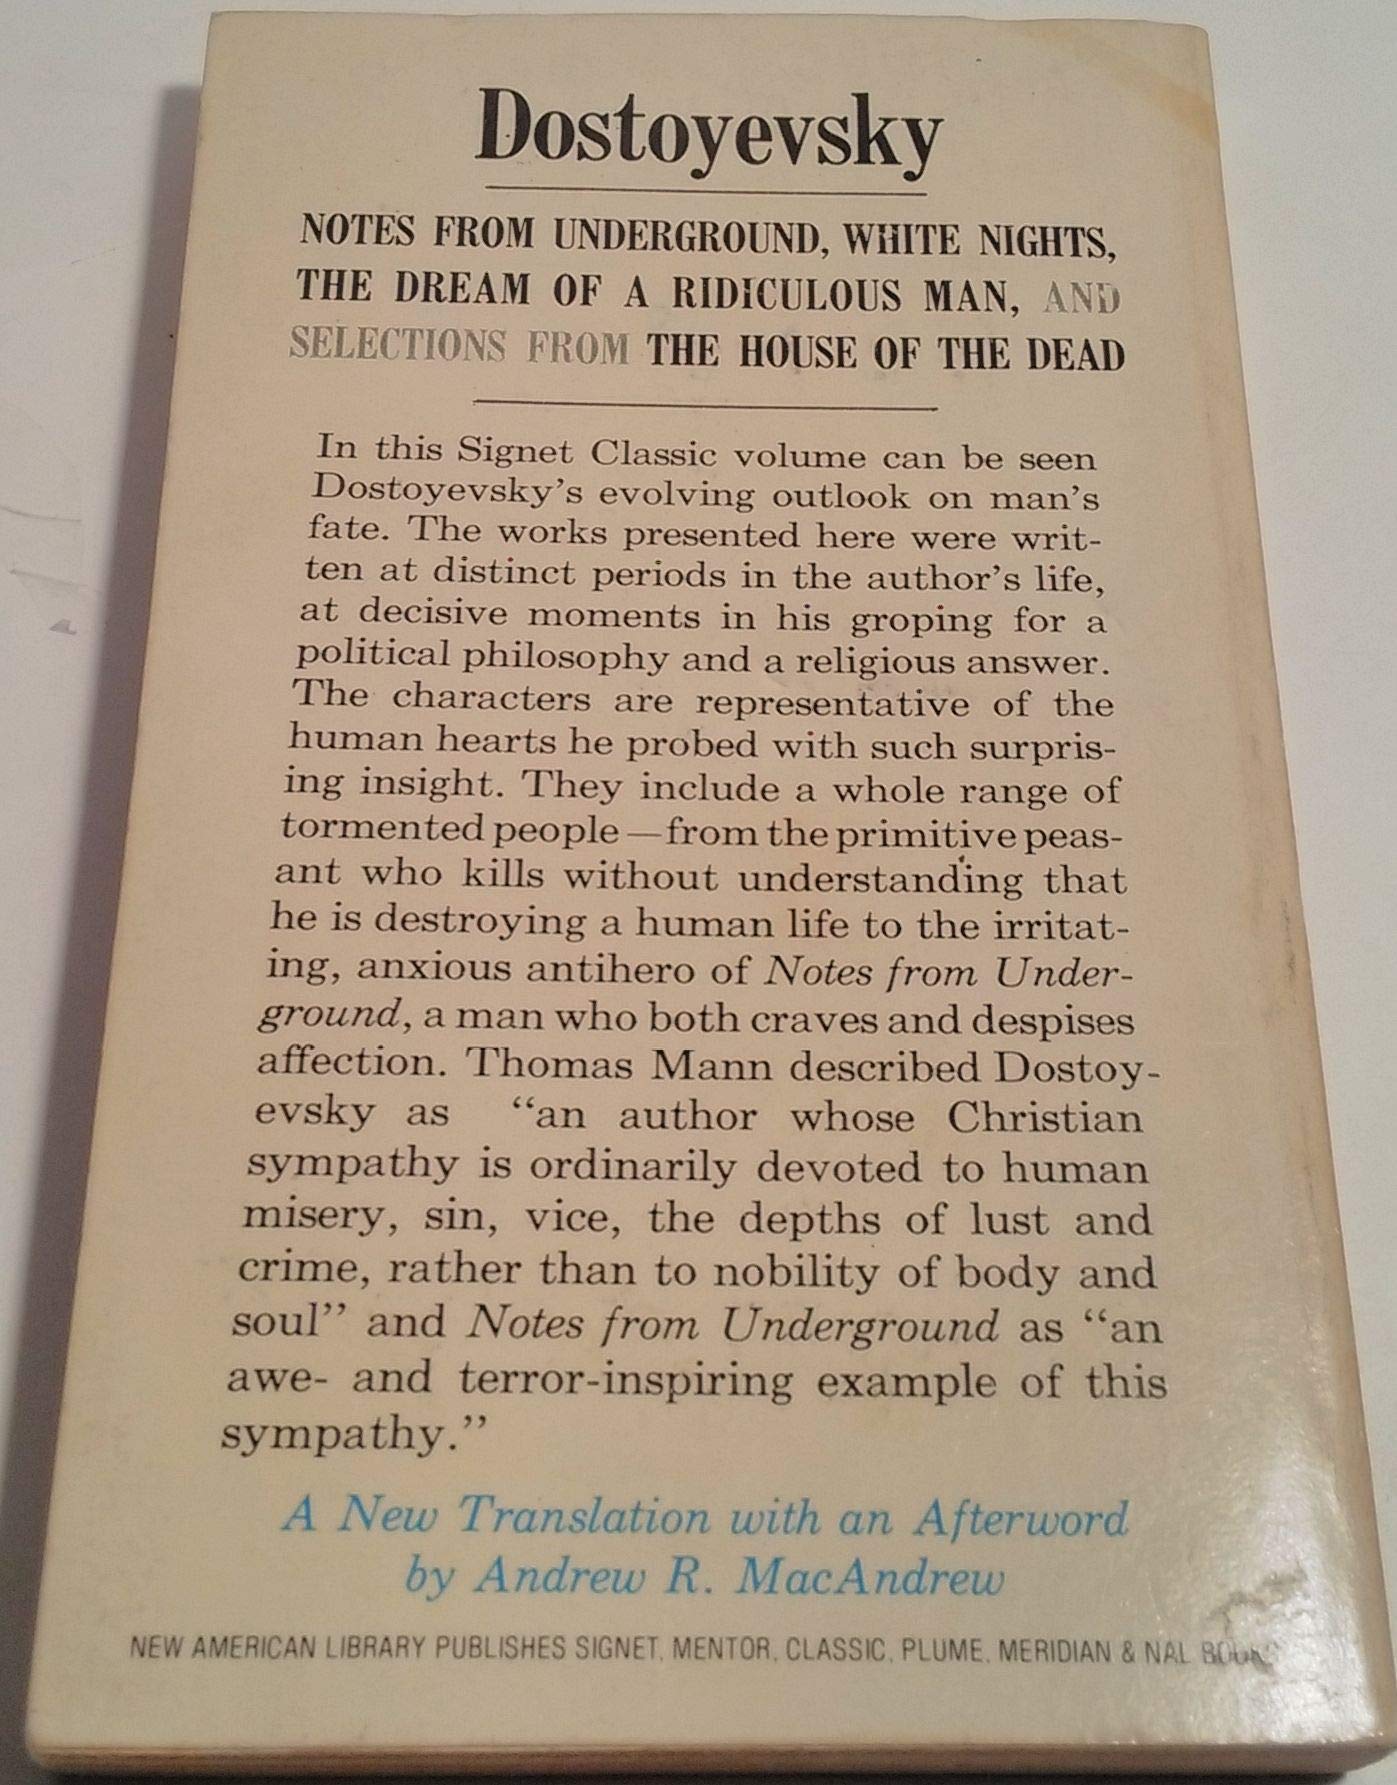 Dostoyevsky
NOTES FROM UNDERGROUND, WHITE NIGHTS,
THE DREAM OF A RIDICULOUS MAN, AND
SELECTIONS FROM THE HOUSE OF THE DEAD
In this Signet Classic volume can be seen
Dostoyevsky's evolving outlook on man's
fate. The works presented here were writ-
ten at distinct periods in the author's life,
at decisive moments in his groping for a
political philosophy and a religious answer.
The characters are representative of the
human hearts he probed with such surpris-
ing insight. They include a whole range of
tormented people—from the primitive peas-
ant who kills without understanding that
he is destroying a human life to the irritat-
ing, anxious antihero of Notes from Under-
ground, a man who both craves and despises
affection. Thomas Mann described Dostoy-
evsky as “an author whose Christian
sympathy is ordinarily devoted to human
misery, sin, vice, the depths of lust and
crime, rather than to nobility of body and
soul” and Notes from Underground as “an
awe- and terror-inspiring example of this
sympathy.”
A New Translation with an Afterword
by Andrew R. MacAndrew
NEW AMERICAN LIBRARY PUBLISHES SIGNET, MENTOR, CLASSIC, PLUME, MERIDIAN & NAL BOOKS